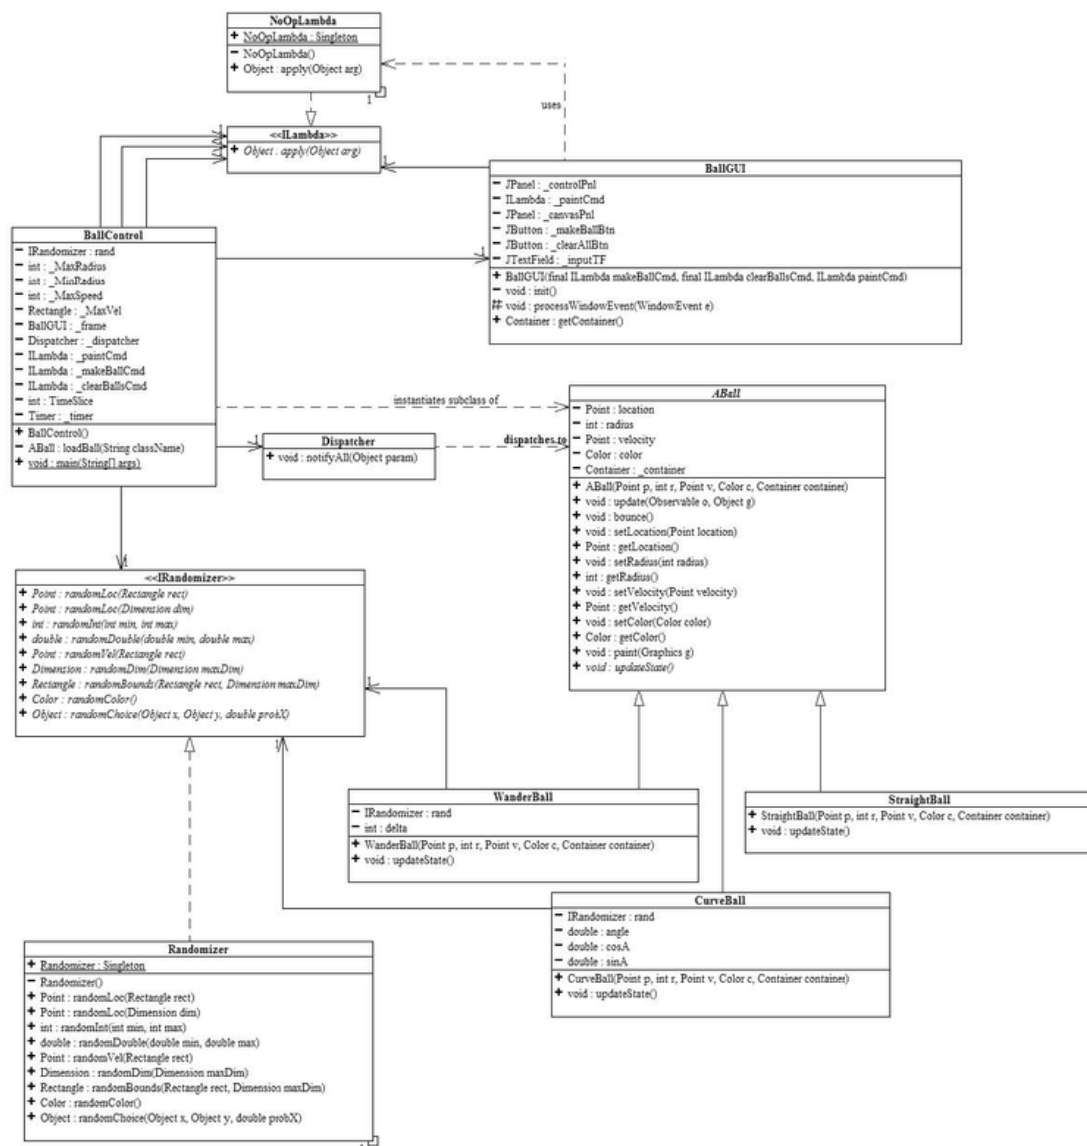 NoOpLambda
+ NoOpLambda : Singleton
- NoOpLambda()
+ Object : apply(Object arg)
1
uses
<<ILambda>>
+ Object : apply(Object arg)
1
1
1
1
BallGUI
- JPanel : _controlPnl
- ILambda : _paintCmd
- JPanel : _canvasPnl
- JButton : _makeBallBtn
- JButton : _clearAllBtn
- JTextField : _inputTF
+ BallGUI(final ILambda makeBallCmd, final ILambda clearBallsCmd, ILambda paintCmd)
- void : init()
# void : processWindowEvent(WindowEvent e)
+ Container : getContainer()
1
BallControl
- IRandomizer : rand
- int : _MaxRadius
- int : _MinRadius
- int : _MaxSpeed
- Rectangle : _MaxVel
- BallGUI : _frame
- Dispatcher : _dispatcher
- ILambda : _paintCmd
- ILambda : _makeBallCmd
- ILambda : _clearBallsCmd
- int : TimeSlice
- Timer : _timer
+ BallControl()
- ABall : loadBall(String className)
+ void : main(String[] args)
instantiates subclass of
1
Dispatcher
+ void : notifyAll(Object param)
dispatches to
ABall
- Point : location
- int : radius
- Point : velocity
- Color : color
- Container : _container
+ ABall(Point p, int r, Point v, Color c, Container container)
+ void : update(Observable o, Object g)
+ void : bounce()
+ void : setLocation(Point location)
+ Point : getLocation()
+ void : setRadius(int radius)
+ int : getRadius()
+ void : setVelocity(Point velocity)
+ Point : getVelocity()
+ void : setColor(Color color)
+ Color : getColor()
+ void : paint(Graphics g)
+ void : updateState()
1
<<IRandomizer>>
+ Point : randomLoc(Rectangle rect)
+ Point : randomLoc(Dimension dim)
+ int : randomInt(int min, int max)
+ double : randomDouble(double min, double max)
+ Point : randomVel(Rectangle rect)
+ Dimension : randomDim(Dimension maxDim)
+ Rectangle : randomBounds(Rectangle rect, Dimension maxDim)
+ Color : randomColor()
+ Object : randomChoice(Object x, Object y, double probX)
1
1
WanderBall
- IRandomizer : rand
- int : delta
+ WanderBall(Point p, int r, Point v, Color c, Container container)
+ void : updateState()
StraightBall
+ StraightBall(Point p, int r, Point v, Color c, Container container)
+ void : updateState()
CurveBall
- IRandomizer : rand
- double : angle
- double : cosA
- double : sinA
+ CurveBall(Point p, int r, Point v, Color c, Container container)
+ void : updateState()
Randomizer
+ Randomizer : Singleton
- Randomizer()
+ Point : randomLoc(Rectangle rect)
+ Point : randomLoc(Dimension dim)
+ int : randomInt(int min, int max)
+ double : randomDouble(double min, double max)
+ Point : randomVel(Rectangle rect)
+ Dimension : randomDim(Dimension maxDim)
+ Rectangle : randomBounds(Rectangle rect, Dimension maxDim)
+ Color : randomColor()
+ Object : randomChoice(Object x, Object y, double probX)